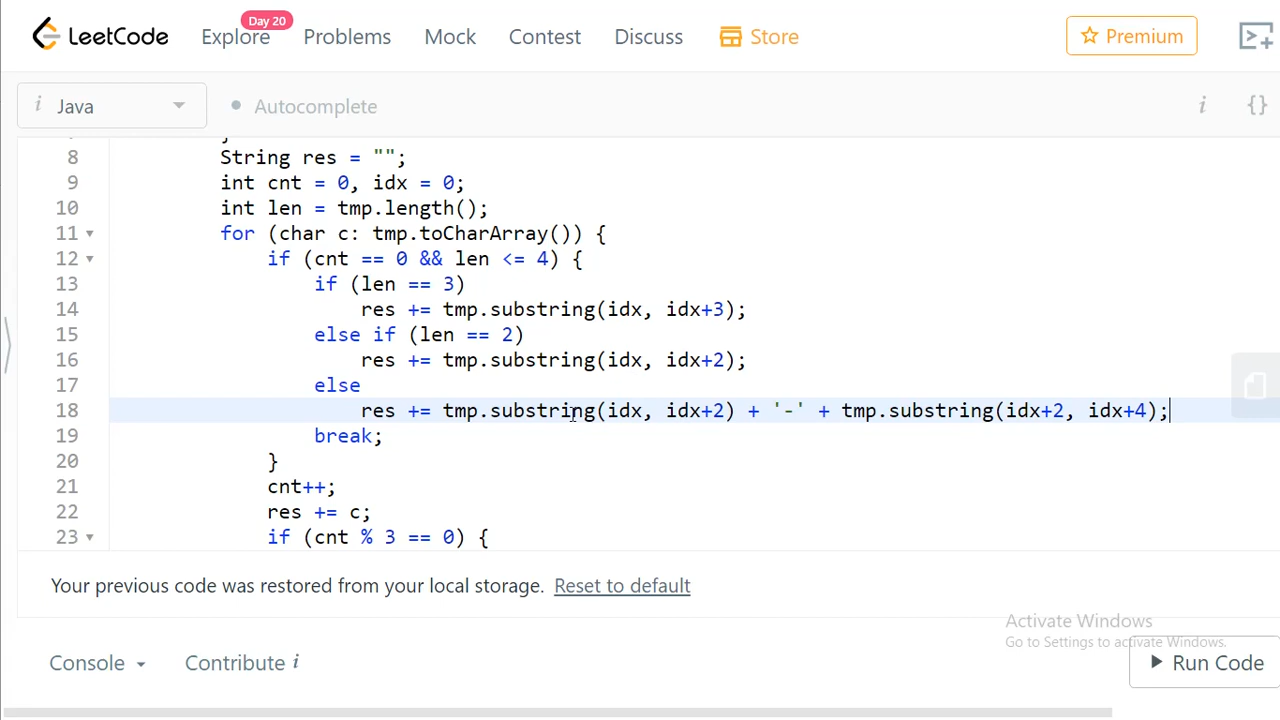 LeetCode Explore Day 20 Problems Mock Contest Discuss Store Premium
i Java Autocomplete i {}
8 String res = "";
9 int cnt = 0, idx = 0;
10 int len = tmp.length();
11 for (char c: tmp.toCharArray()) {
12 if (cnt == 0 && len <= 4) {
13 if (len == 3)
14 res += tmp.substring(idx, idx+3);
15 else if (len == 2)
16 res += tmp.substring(idx, idx+2);
17 else
18 res += tmp.substring(idx, idx+2) + '-' + tmp.substring(idx+2, idx+4);
19 break;
20 }
21 cnt++;
22 res += c;
23 if (cnt % 3 == 0) {
Your previous code was restored from your local storage. Reset to default
Activate Windows
Go to Settings to activate Windows.
Console Contribute i Run Code